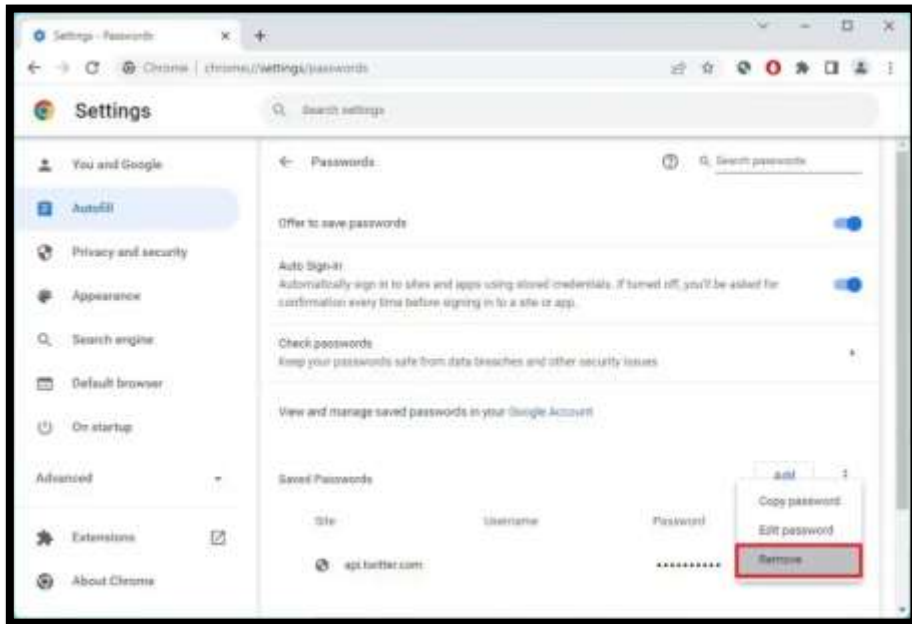 Settings - Passwords
Chrome | chrome://settings/passwords
Settings
Search settings
You and Google
Autofill
Privacy and security
Appearance
Search engine
Default browser
On startup
Advanced
Extensions
About Chrome
Passwords
Search passwords
Offer to save passwords
Auto Sign-in
Automatically sign in to sites and apps using stored credentials. If turned off, you'll be asked for
confirmation every time before signing in to a site or app.
Check passwords
Keep your passwords safe from data breaches and other security issues
View and manage saved passwords in your Google Account
Saved Passwords
Add
Site Username Password
api.twitter.com ••••••••••
Copy password
Edit password
Remove